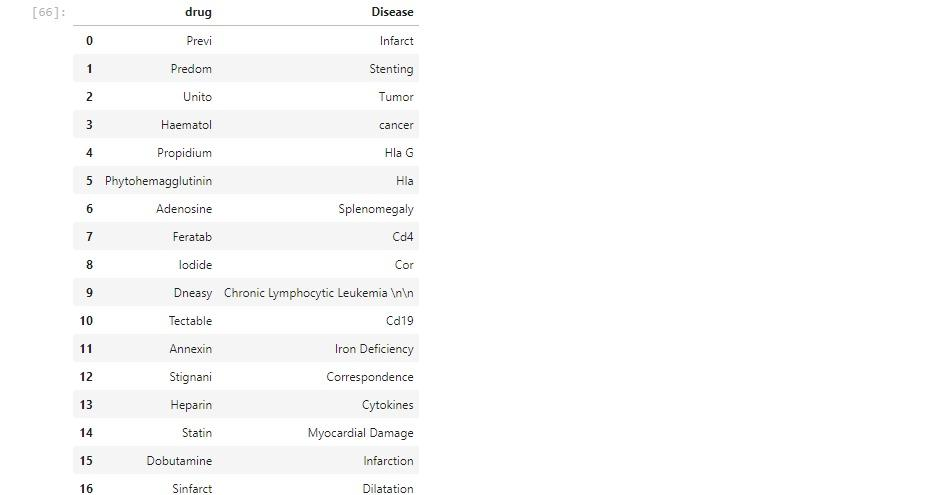 [66]: drug Disease
0 Previ Infarct
1 Predom Stenting
2 Unito Tumor
3 Haematol cancer
4 Propidium Hla G
5 Phytohemagglutinin Hla
6 Adenosine Splenomegaly
7 Feratab Cd4
8 Iodide Cor
9 Dneasy Chronic Lymphocytic Leukemia \n\n
10 Tectable Cd19
11 Annexin Iron Deficiency
12 Stignani Correspondence
13 Heparin Cytokines
14 Statin Myocardial Damage
15 Dobutamine Infarction
16 Sinfarct Dilatation